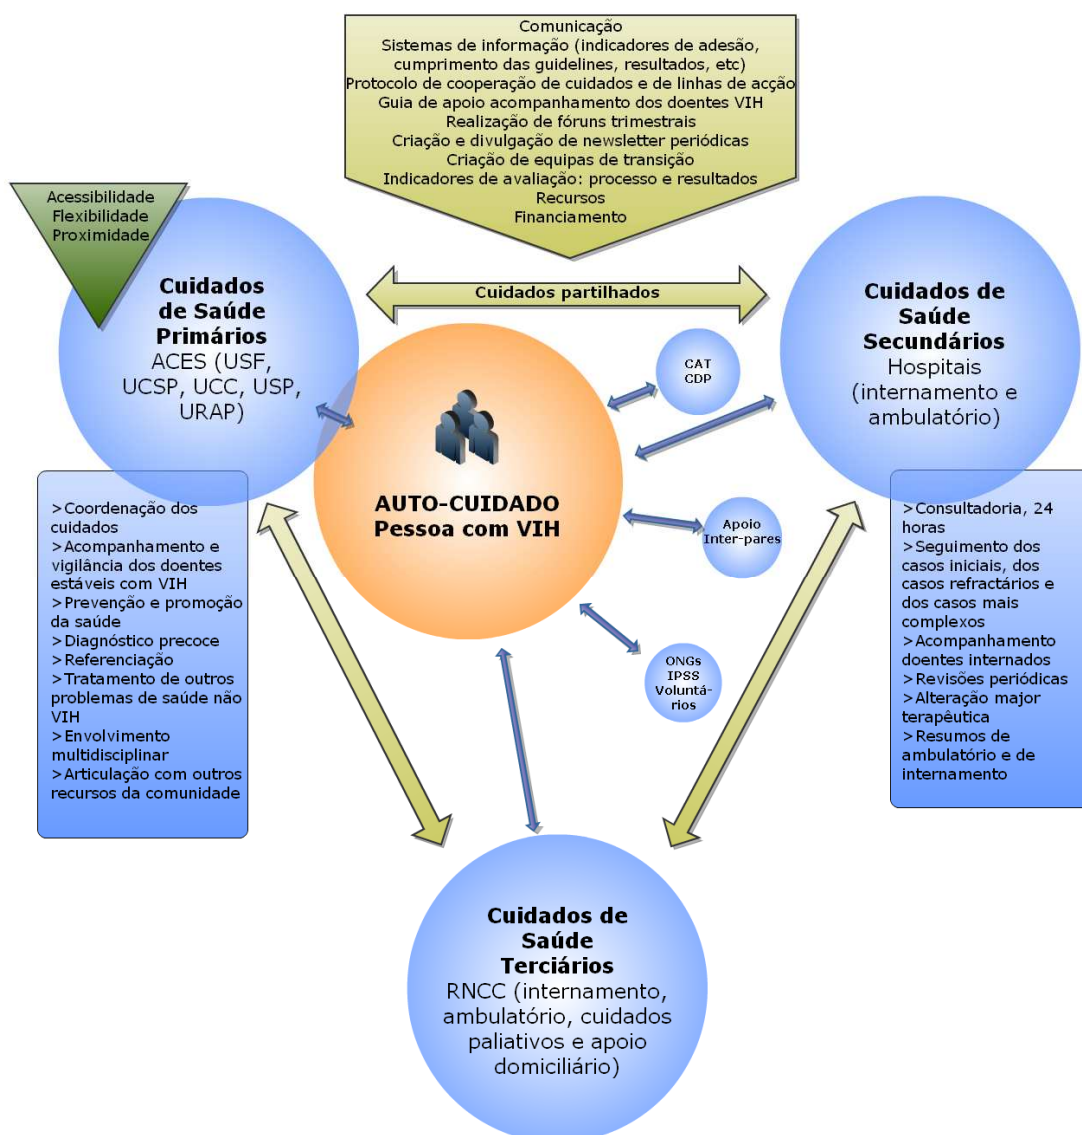 Comunicação
Sistemas de informação (indicadores de adesão,
cumprimento das guidelines, resultados, etc)
Protocolo de cooperação de cuidados e de linhas de acção
Guia de apoio acompanhamento dos doentes VIH
Realização de fóruns trimestrais
Criação e divulgação de newsletter periódicas
Criação de equipas de transição
Indicadores de avaliação: processo e resultados
Recursos
Financiamento
Acessibilidade
Flexibilidade
Proximidade
Cuidados
de Saúde
Primários
ACES (USF,
UCSP, UCC, USP,
URAP)
Cuidados partilhados
Cuidados de
Saúde
Secundários
Hospitais
(internamento e
ambulatório)
CAT
CDP
AUTO-CUIDADO
Pessoa com VIH
Apoio
Inter-pares
ONGs
IPSS
Voluntá-
rios
>Coordenação dos
cuidados
>Acompanhamento e
vigilância dos doentes
estáveis com VIH
>Prevenção e promoção
da saúde
>Diagnóstico precoce
>Referenciação
>Tratamento de outros
problemas de saúde não
VIH
>Envolvimento
multidisciplinar
>Articulação com outros
recursos da comunidade
>Consultadoria, 24
horas
>Seguimento dos
casos iniciais, dos
casos refractários e
dos casos mais
complexos
>Acompanhamento
doentes internados
>Revisões periódicas
>Alteração major
terapêutica
>Resumos de
ambulatório e de
internamento
Cuidados de
Saúde
Terciários
RNCC (internamento,
ambulatório, cuidados
paliativos e apoio
domiciliário)